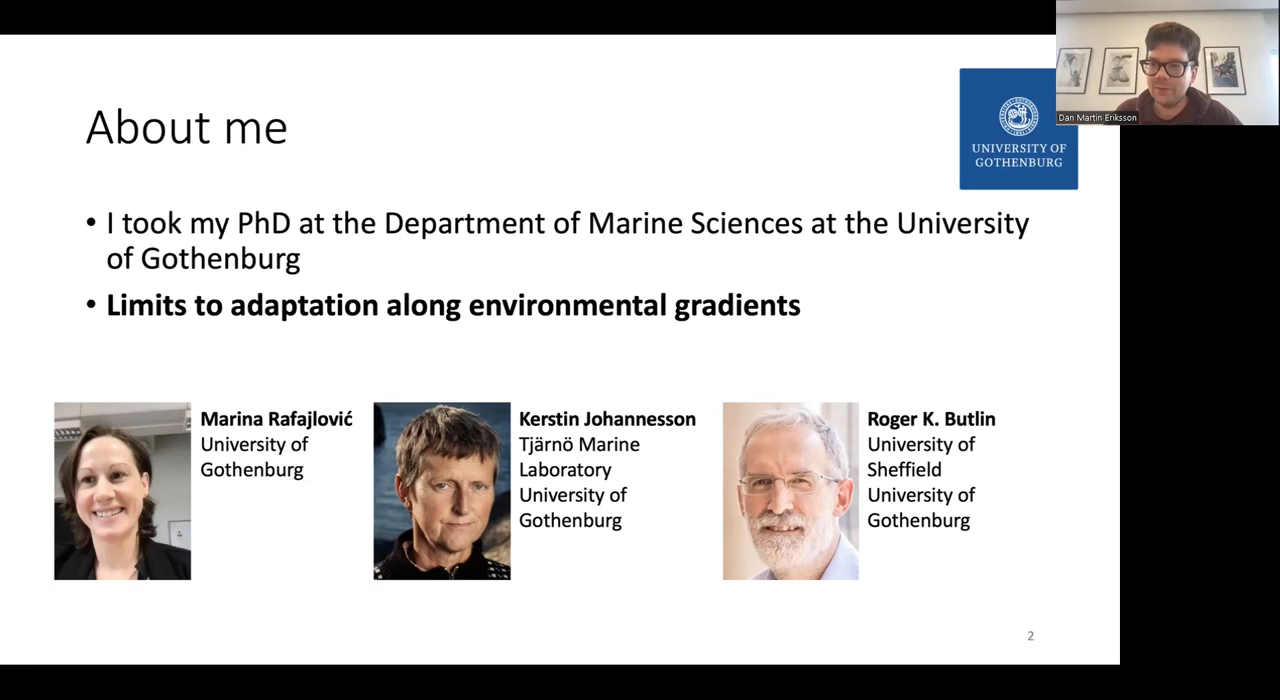 About me
UNIVERSITY OF
GOTHENBURG
Dan Martin Eriksson
• I took my PhD at the Department of Marine Sciences at the University
of Gothenburg
• Limits to adaptation along environmental gradients
Marina Rafajlović
University of
Gothenburg
Kerstin Johannesson
Tjärnö Marine
Laboratory
University of
Gothenburg
Roger K. Butlin
University of
Sheffield
University of
Gothenburg
2